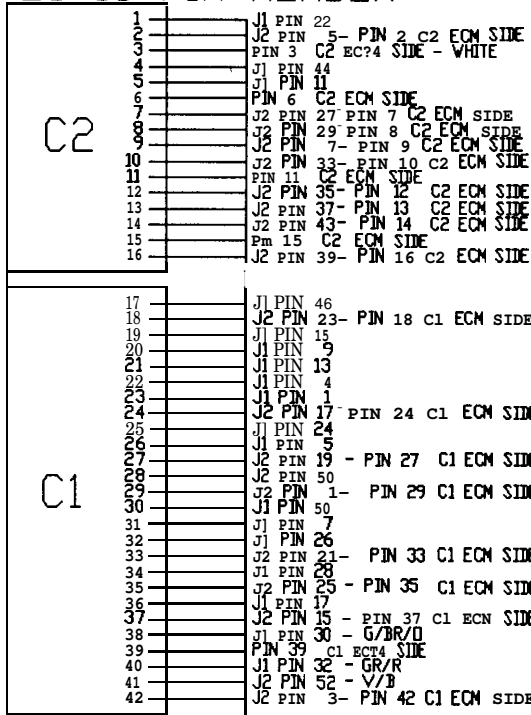 C2
1 J1 PIN 22
2 J2 PIN 5- PIN 2 C2 ECM SIDE
3 PIN 3 C2 EC?4 SIDE - WHITE
4 J] PIN 44
5 J] PIN 11
6 PIN 6 C2 ECM SIDE
7 J2 PIN 27-PIN 7 C2 ECM SIDE
8 J2 PIN 29-PIN 8 C2 ECM SIDE
9 J2 PIN 7- PIN 9 C2 ECM SIDE
10 J2 PIN 33- PIN 10 C2 ECM SIDE
11 PIN 11 C2 ECM SIDE
12 J2 PIN 35- PIN 12 C2 ECM SIDE
13 J2 PIN 37- PIN 13 C2 ECM SIDE
14 J2 PIN 43- PIN 14 C2 ECM SIDE
15 Pm 15 C2 ECM SIDE
16 J2 PIN 39- PIN 16 C2 ECM SIDE
C1
17 J] PIN 46
18 J2 PIN 23- PIN 18 C1 ECM SIDE
19 J] PIN 15
20 J1 PIN 9
21 J1 PIN 13
22 J1 PIN 4
23 J1 PIN 1
24 J2 PIN 17-PIN 24 C1 ECM SIDE
25 J] PIN 24
26 J1 PIN 5
27 J2 PIN 19 - PIN 27 C1 ECM SIDE
28 J2 PIN 50
29 J2 PIN 1- PIN 29 C1 ECM SIDE
30 J1 PIN 50
31 J] PIN 7
32 J] PIN 26
33 J2 PIN 21- PIN 33 C1 ECM SIDE
34 J1 PIN 28
35 J2 PIN 25 - PIN 35 C1 ECM SIDE
36 J1 PIN 17
37 J2 PIN 15 - PIN 37 C1 ECN SIDE
38 J] PIN 30 - G/BR/O
39 PIN 39 C1 ECT4 SIDE
40 J1 PIN 32 - GR/R
41 J2 PIN 52 - V/B
42 J2 PIN 3- PIN 42 C1 ECM SIDE